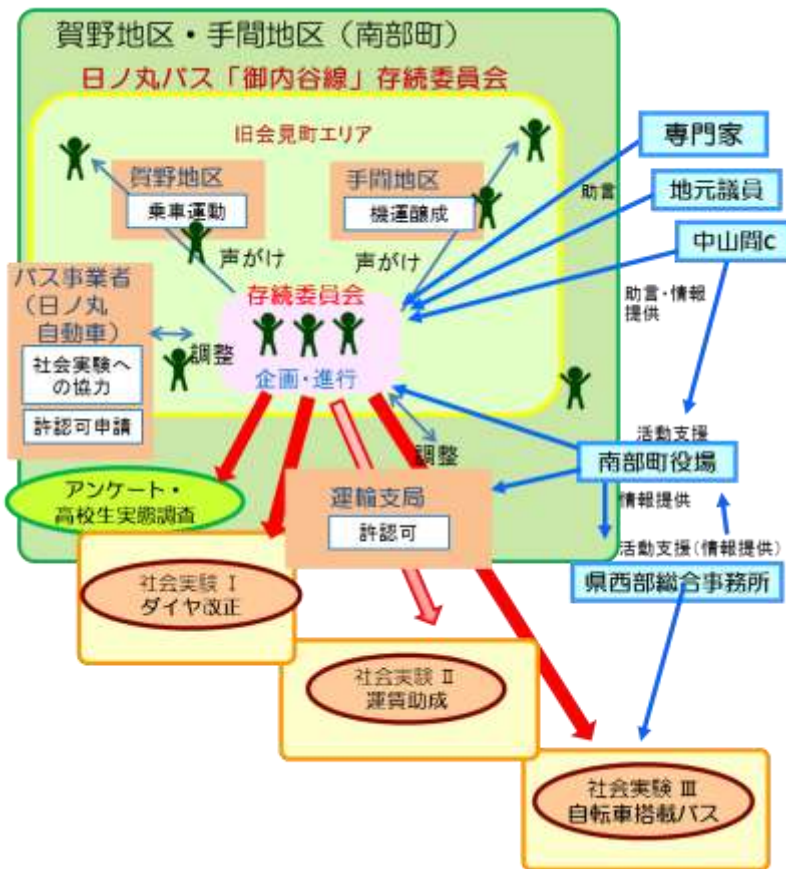 賀野地区・手間地区（南部町）
日ノ丸バス「御内谷線」存続委員会
旧会見町エリア
賀野地区
乗車運動
手間地区
機運醸成
声がけ
声がけ
専門家
助言
地元議員
中山間C
助言・情報
提供
バス事業者
（日ノ丸
自動車）
社会実験へ
の協力
許認可申請
調整
存続委員会
企画・進行
調整
活動支援
南部町役場
情報提供
アンケート・
高校生実態調査
運輸支局
許認可
活動支援（情報提供）
県西部総合事務所
社会実験 Ⅰ
ダイヤ改正
社会実験 Ⅱ
運賃助成
社会実験 Ⅲ
自転車搭載バス